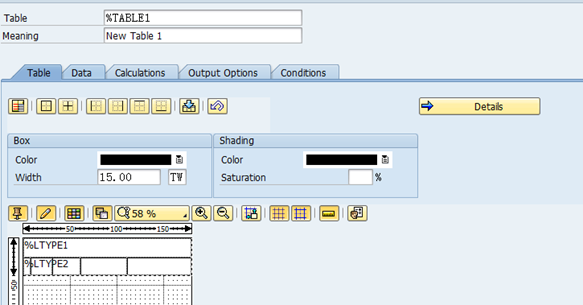 Table %TABLE1
Meaning New Table 1
Table Data Calculations Output Options Conditions
Details
Box Shading
Color Color
Width 15.00 TW Saturation %
58 %
50 100 150
%LTYPE1
%LTYPE2
50